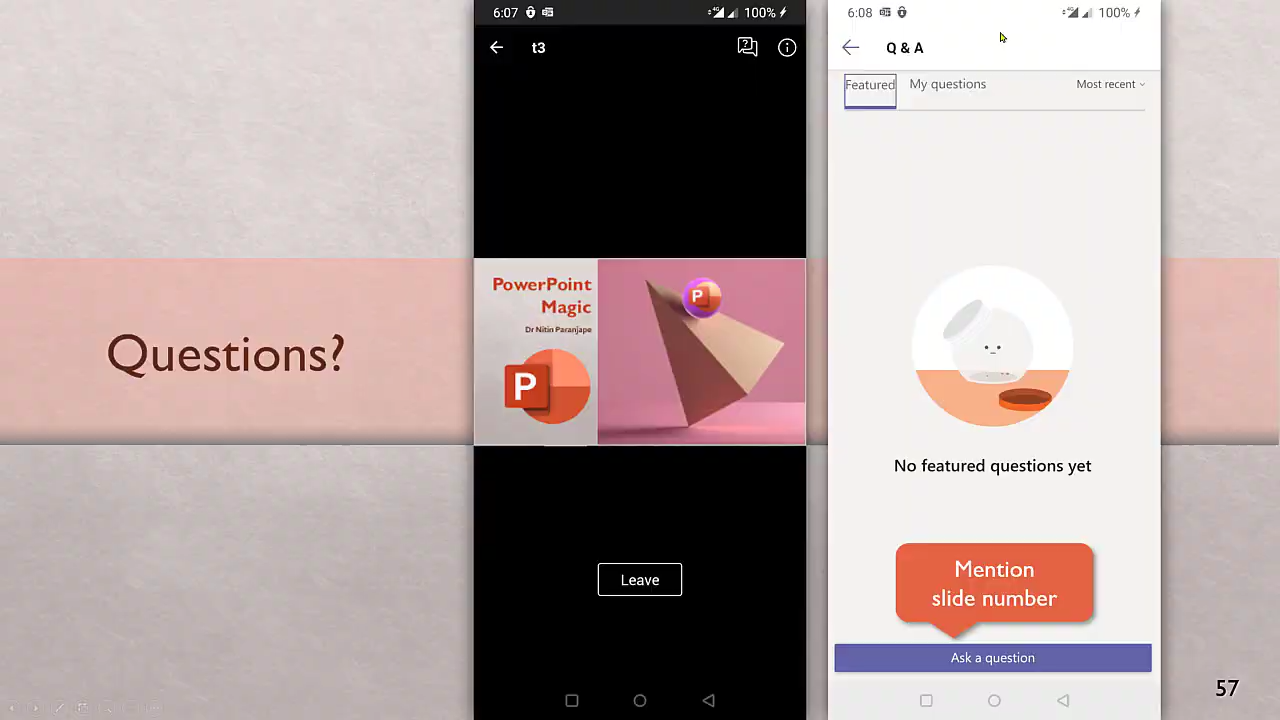 Questions?
6:07
100%
t3
PowerPoint
Magic
Dr Nitin Paranjape
P
P
Leave
6:08
4G
100%
Q & A
Featured
My questions
Most recent
No featured questions yet
Mention
slide number
Ask a question
57